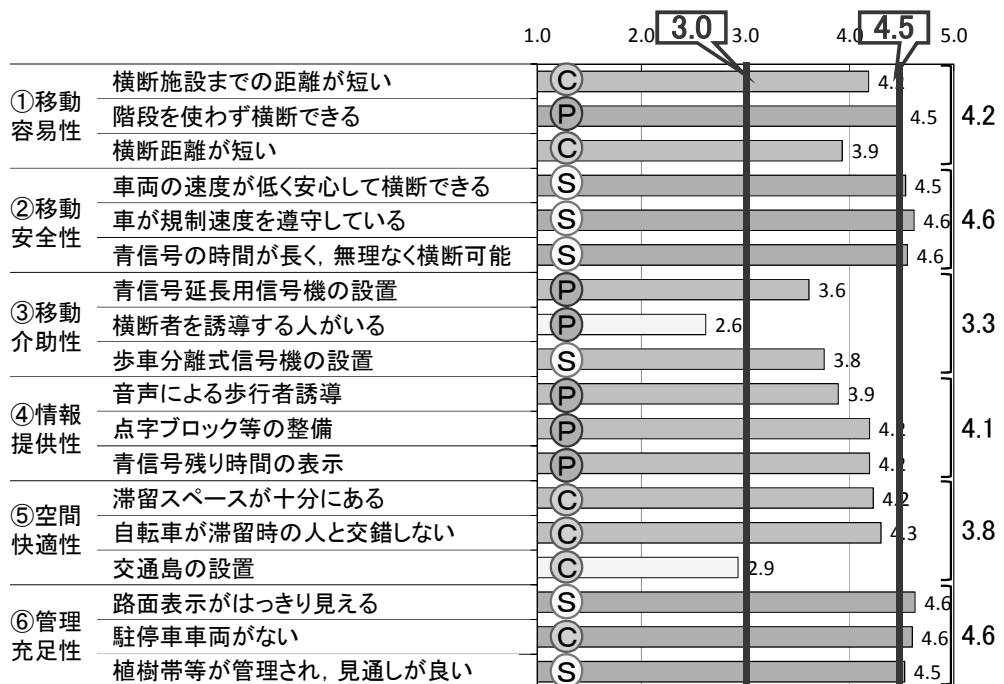 1.0 2.0 3.0 3.0 4.0 4.5 5.0
①移動容易性
横断施設までの距離が短い C 4.2
階段を使わず横断できる P 4.5
横断距離が短い C 3.9
4.2
②移動安全性
車両の速度が低く安心して横断できる S 4.5
車が規制速度を遵守している S 4.6
青信号の時間が長く，無理なく横断可能 S 4.6
4.6
③移動介助性
青信号延長用信号機の設置 P 3.6
横断者を誘導する人がいる P 2.6
歩車分離式信号機の設置 S 3.8
3.3
④情報提供性
音声による歩行者誘導 P 3.9
点字ブロック等の整備 P 4.2
青信号残り時間の表示 P 4.2
4.1
⑤空間快適性
滞留スペースが十分にある C 4.2
自転車が滞留時の人と交錯しない C 4.3
交通島の設置 C 2.9
3.8
⑥管理充足性
路面表示がはっきり見える S 4.6
駐停車車両がない C 4.6
植樹帯等が管理され，見通しが良い S 4.5
4.6